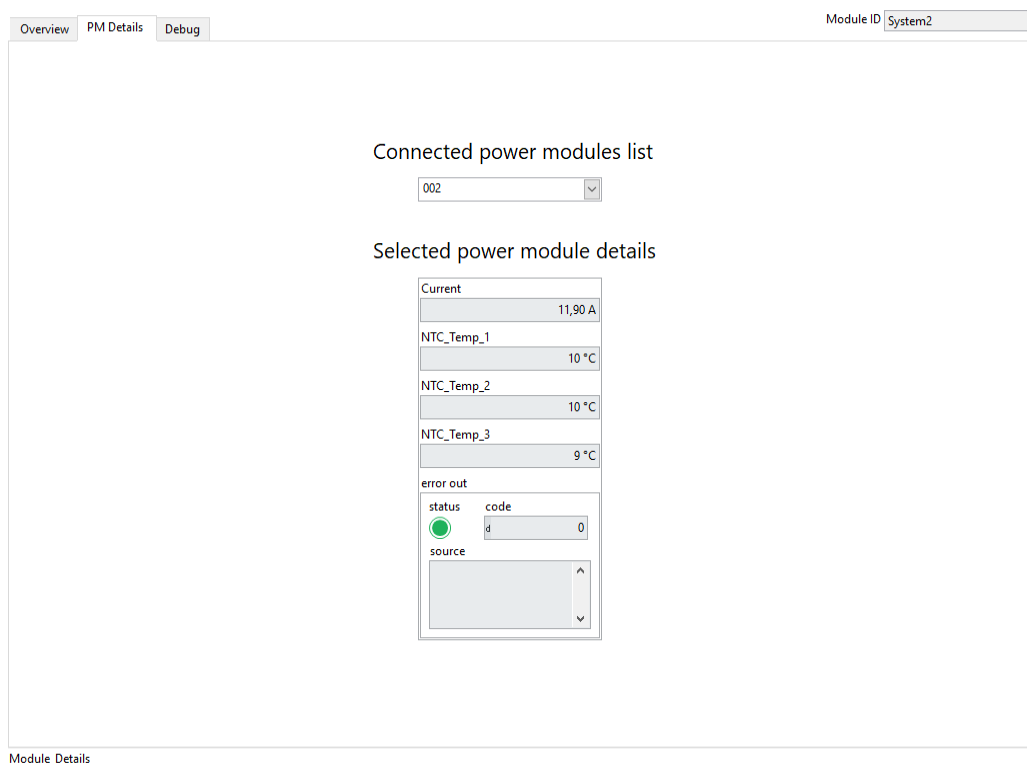 Overview PM Details Debug Module ID System2
Connected power modules list
002
Selected power module details
Current
11,90 A
NTC_Temp_1
10 °C
NTC_Temp_2
10 °C
NTC_Temp_3
9 °C
error out
status code
d 0
source
Module Details